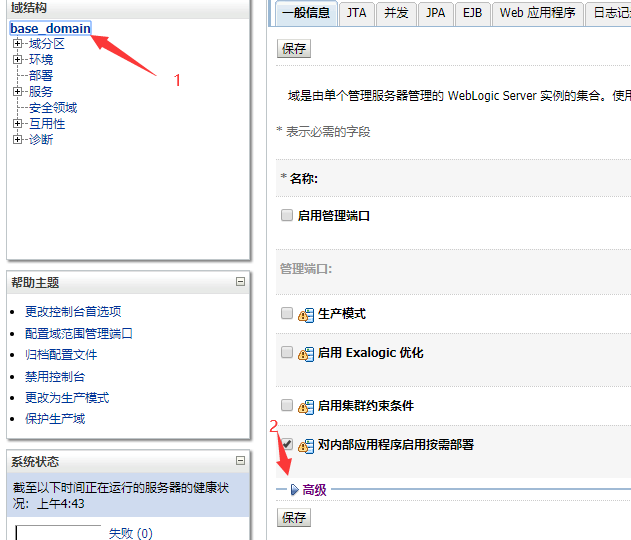 域结构
base_domain
域分区
环境
部署
服务
安全领域
互用性
诊断
1
帮助主题
更改控制台首选项
配置域范围管理端口
归档配置文件
禁用控制台
更改为生产模式
保护生产域
系统状态
截至以下时间正在运行的服务器的健康状
况: 上午4:43
失败 (0)
一般信息 JTA 并发 JPA EJB Web 应用程序 日志记
保存
域是由单个管理服务器管理的 WebLogic Server 实例的集合。使用
* 表示必需的字段
* 名称:
启用管理端口
管理端口:
生产模式
启用 Exalogic 优化
启用集群约束条件
2
对内部应用程序启用按需部署
高级
保存